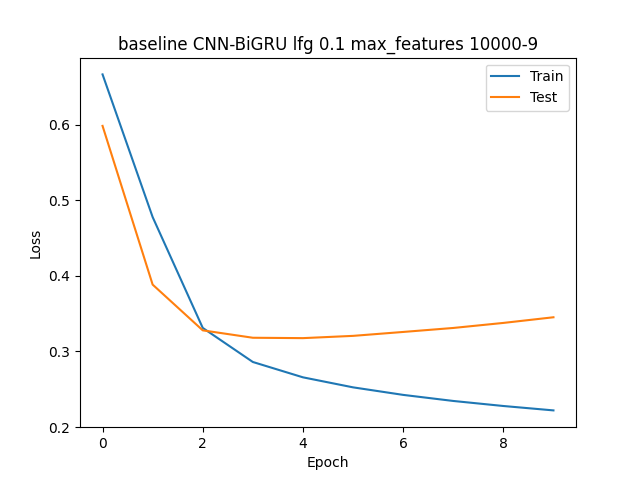 baseline CNN-BiGRU lfg 0.1 max_features 10000-9
Train
Test
0.6
0.5
0.4
0.3
0.2
Loss
0 2 4 6 8
Epoch